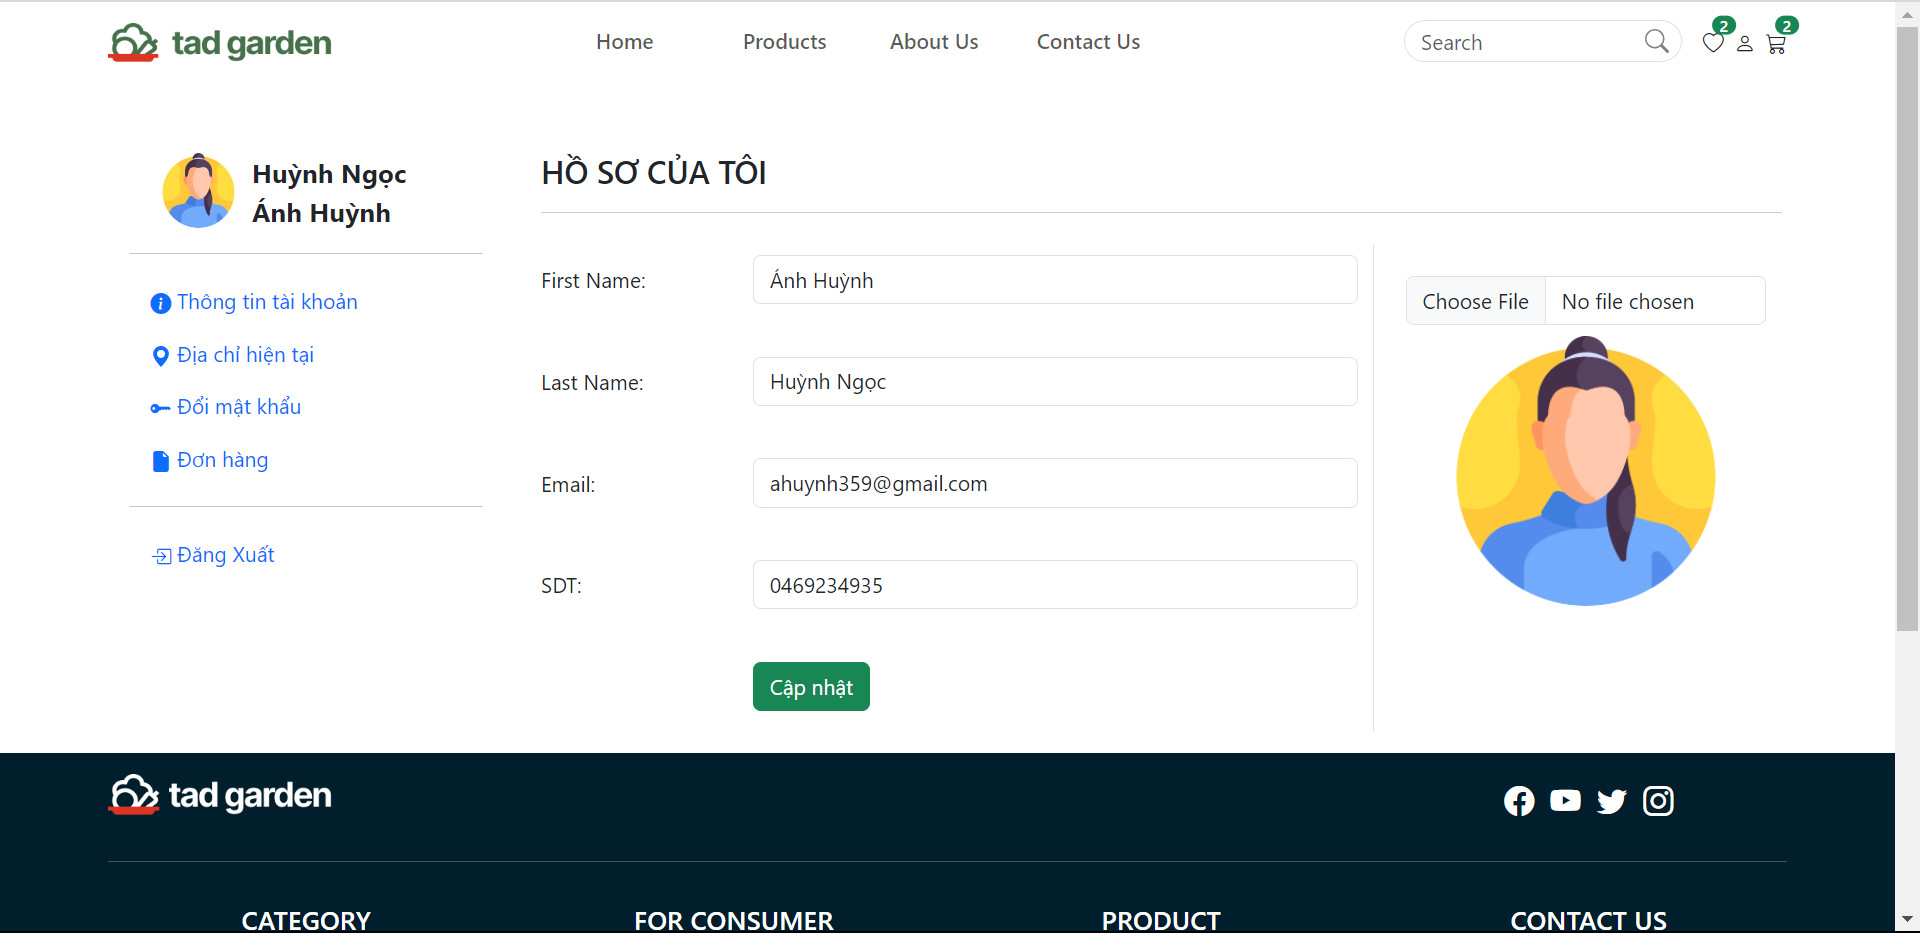 tad garden
Home
Products
About Us
Contact Us
Search
2
2
Huỳnh Ngọc
Ánh Huỳnh
Thông tin tài khoản
Địa chỉ hiện tại
Đổi mật khẩu
Đơn hàng
Đăng Xuất
HỒ SƠ CỦA TÔI
First Name:
Ánh Huỳnh
Last Name:
Huỳnh Ngọc
Email:
ahuynh359@gmail.com
SDT:
0469234935
Cập nhật
Choose File
No file chosen
tad garden
CATEGORY
FOR CONSUMER
PRODUCT
CONTACT US